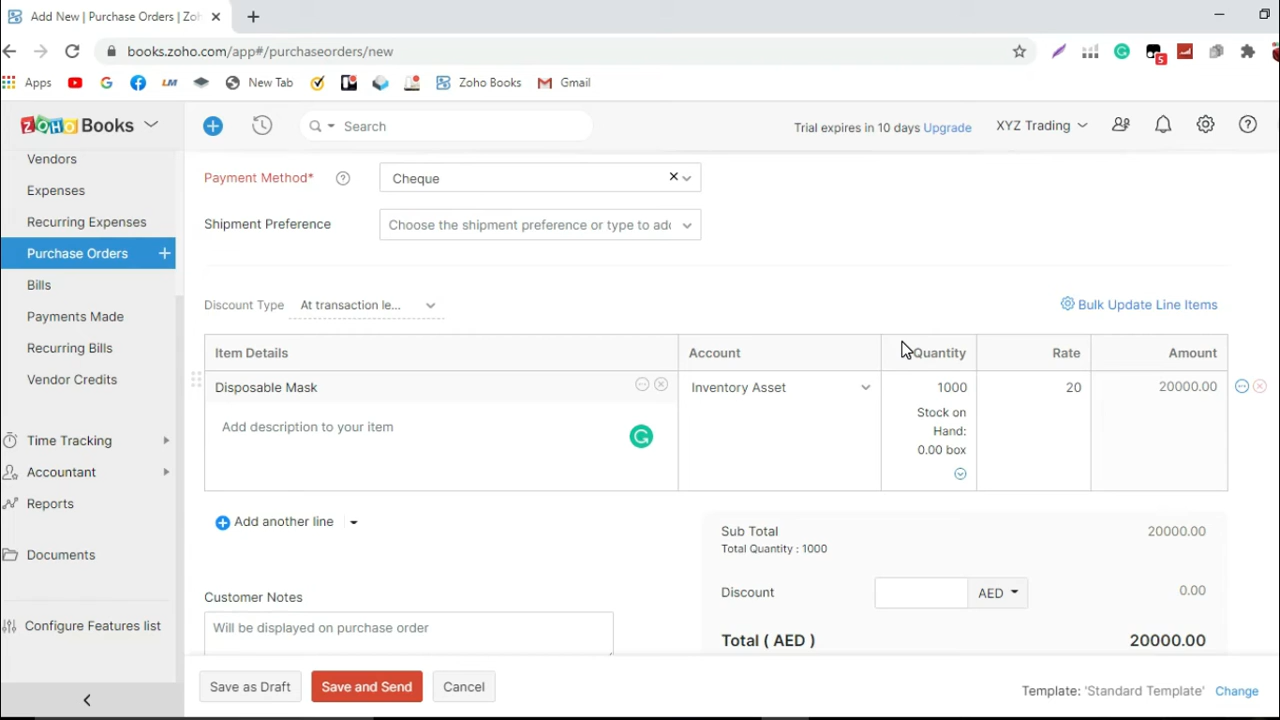 Add New | Purchase Orders | Zoh
books.zoho.com/app#/purchaseorders/new
5
Apps
LM
New Tab
Zoho Books
Gmail
ZOHO Books
Search
Trial expires in 10 days Upgrade
XYZ Trading
Vendors
Expenses
Recurring Expenses
Purchase Orders
Bills
Payments Made
Recurring Bills
Vendor Credits
Time Tracking
Accountant
Reports
Documents
Configure Features list
Payment Method*
Cheque
Shipment Preference
Choose the shipment preference or type to add
Discount Type
At transaction le...
Bulk Update Line Items
Item Details Account Quantity Rate Amount
Disposable Mask Inventory Asset 1000 20 20000.00
Add description to your item
Stock on
Hand:
0.00 box
Add another line
Sub Total 20000.00
Total Quantity : 1000
Discount AED 0.00
Total ( AED ) 20000.00
Customer Notes
Will be displayed on purchase order
Save as Draft
Save and Send
Cancel
Template: 'Standard Template' Change